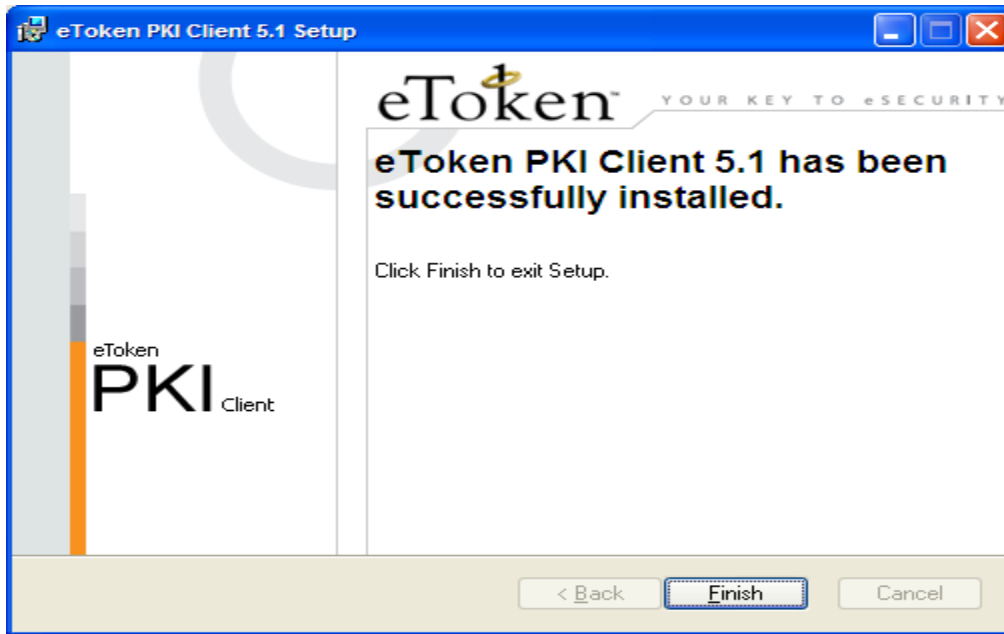 eToken PKI Client 5.1 Setup
eToken™ YOUR KEY TO eSECURITY
eToken PKI Client 5.1 has been
successfully installed.
Click Finish to exit Setup.
eToken
PKI Client
< Back
Finish
Cancel